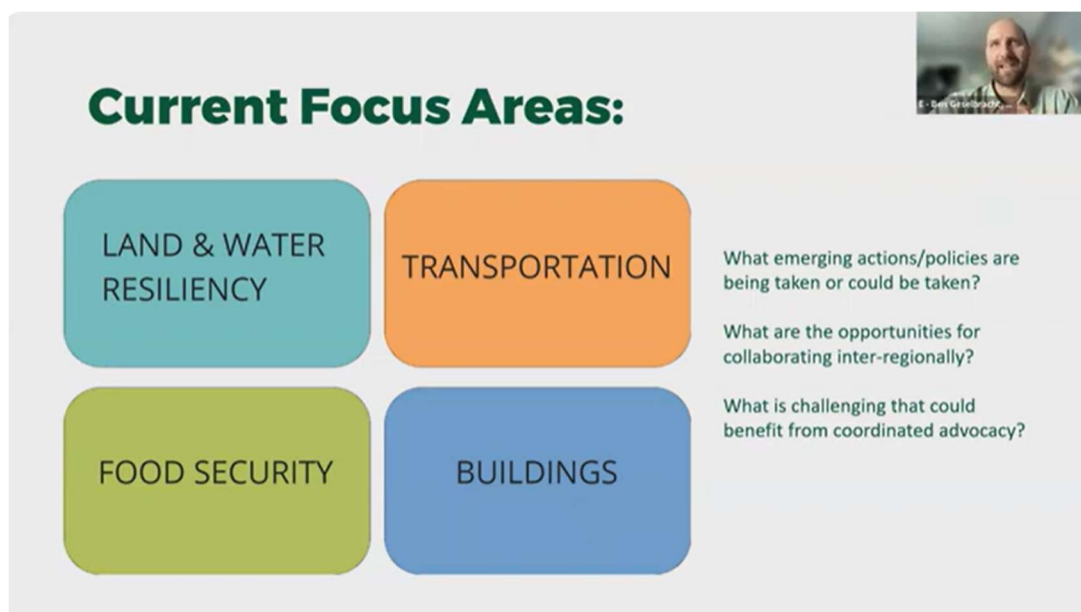 Current Focus Areas:
LAND & WATER
RESILIENCY
TRANSPORTATION
FOOD SECURITY
BUILDINGS
What emerging actions/policies are
being taken or could be taken?
What are the opportunities for
collaborating inter-regionally?
What is challenging that could
benefit from coordinated advocacy?
E - Ben Geselbracht, ...